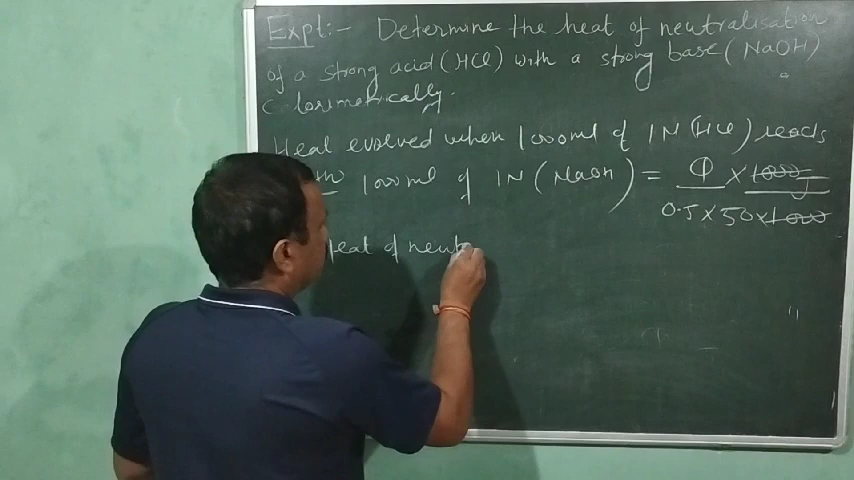 Expt:- Determine the heat of neutralisation
of a strong acid (HCl) with a strong base (NaOH)
calorimetrically.
Heat evolved when 1000ml of 1N (HCl) reacts
1000ml of 1N (NaOH) = Q × 1000
0.5 × 50 × 1000
Heat of neut